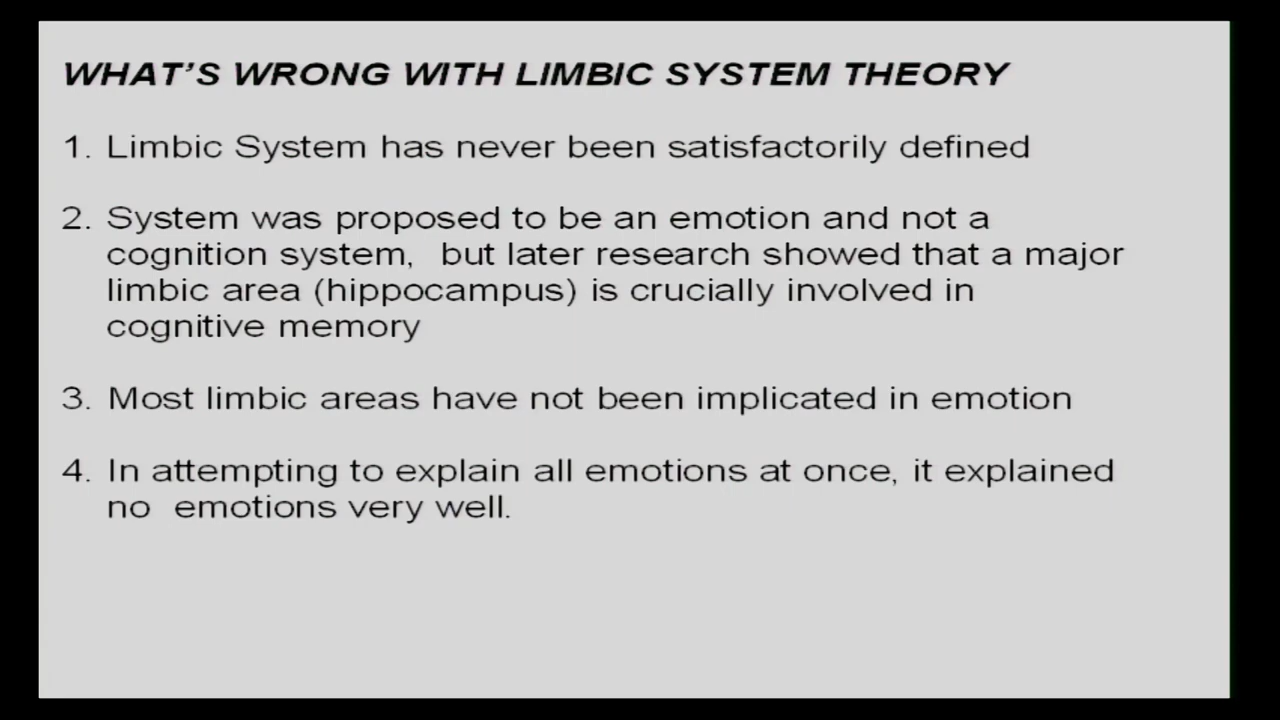 WHAT'S WRONG WITH LIMBIC SYSTEM THEORY
1. Limbic System has never been satisfactorily defined
2. System was proposed to be an emotion and not a
cognition system,  but later research showed that a major
limbic area (hippocampus) is crucially involved in
cognitive memory
3. Most limbic areas have not been implicated in emotion
4. In attempting to explain all emotions at once, it explained
no  emotions very well.